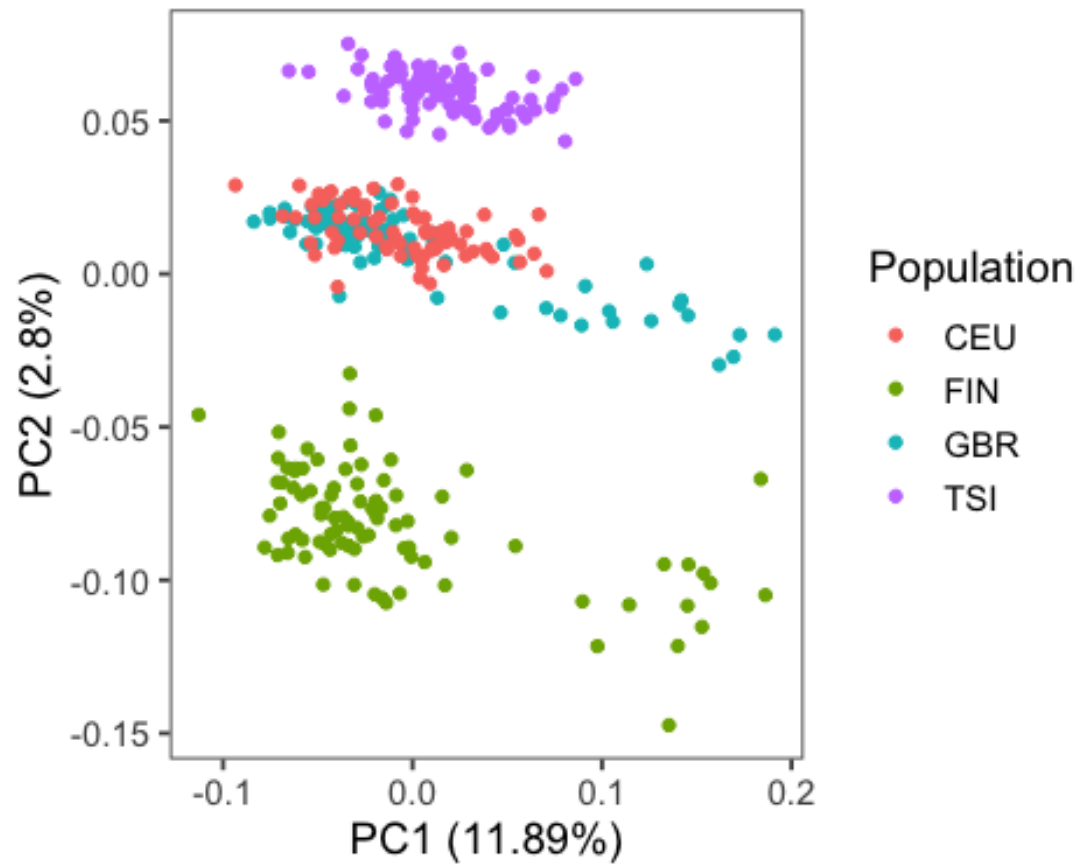 0.05
0.00
-0.05
-0.10
-0.15
PC2 (2.8%)
-0.1 0.0 0.1 0.2
PC1 (11.89%)
Population
CEU
FIN
GBR
TSI